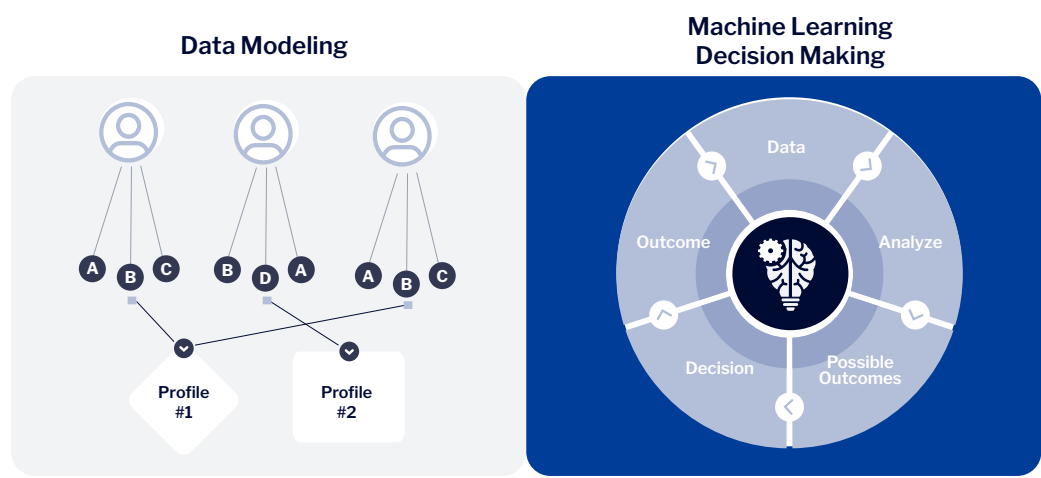 Data Modeling
A
B
C
B
D
A
A
B
C
Profile
#1
Profile
#2
Machine Learning
Decision Making
Data
Outcome
Analyze
Decision
Possible
Outcomes